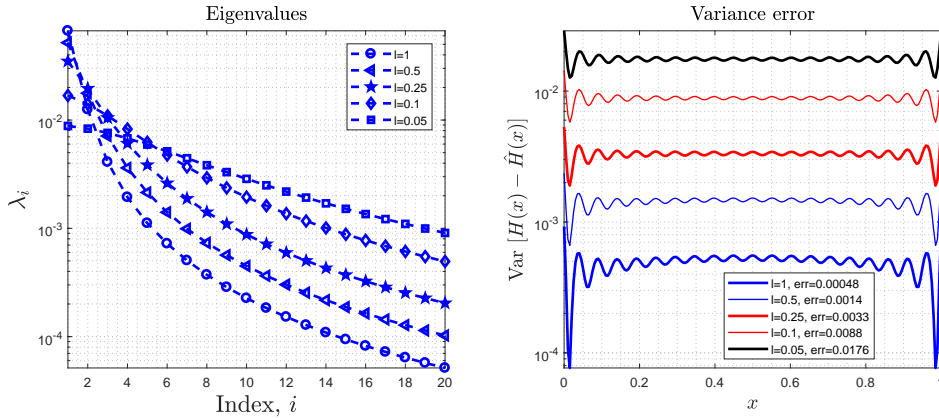 Eigenvalues
10^-2
10^-3
10^-4
λ_i
2 4 6 8 10 12 14 16 18 20
Index, i
l=1
l=0.5
l=0.25
l=0.1
l=0.05
Variance error
10^-2
10^-3
10^-4
Var [H(x) − Ĥ(x)]
0 0.2 0.4 0.6 0.8
x
l=1, err=0.00048
l=0.5, err=0.0014
l=0.25, err=0.0033
l=0.1, err=0.0088
l=0.05, err=0.0176